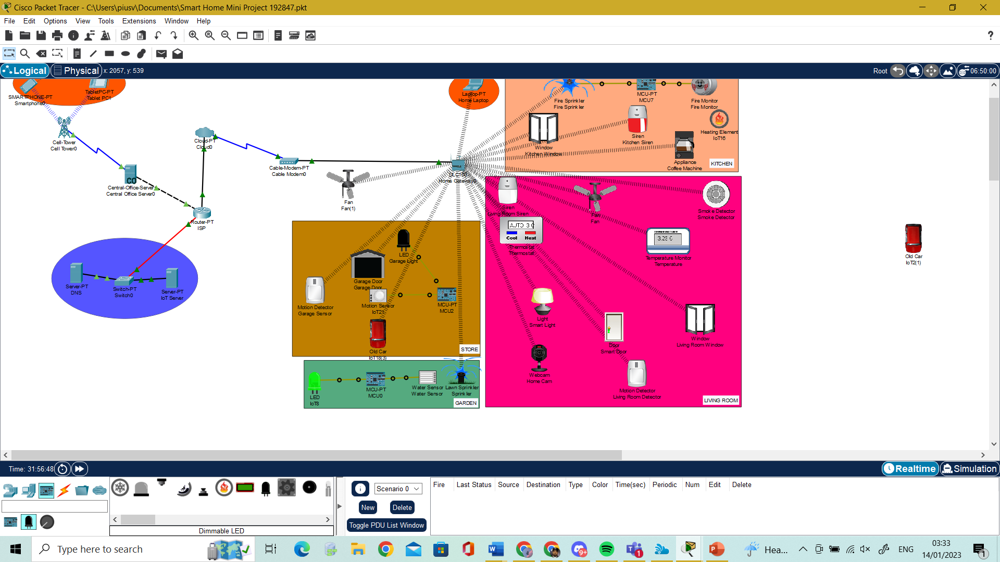 Cisco Packet Tracer - C:\Users\piusv\Documents\Smart Home Mini Project 192847.pkt
File Edit Options View Tools Extensions Window Help
Logical Physical x: 2057, y: 539
Root 06:50:00
SMARTPHONE-PT
Smartphone0
TabletPC-PT
Tablet PC1
Cell-Tower
Cell Tower0
Cloud-PT
Cloud0
Central-Office-Server
Central Office Server0
CO
Cable-Modem-PT
Cable Modem0
Router-PT
ISP
Server-PT
DNS
Switch-PT
Switch0
Server-PT
IoT Server
Laptop-PT
Home Laptop
DLC100
Home Gateway0
Fan
Fan(1)
Fire Sprinkler
Fire Sprinkler
MCU-PT
MCU7
Fire Monitor
Fire Monitor
Window
Kitchen Window
Siren
Kitchen Siren
Heating Element
IoT16
Appliance
Coffee Machine
KITCHEN
Siren
Living Room Siren
Fan
Fan
Smoke Detector
Smoke Detector
AUTO
Cool Heat
Thermostat
Thermostat
TEMPERATURE
3.25 C
Temperature Monitor
Temperature
Light
Smart Light
Door
Smart Door
Window
Living Room Window
Webcam
Home Cam
Motion Detector
Living Room Detector
LIVING ROOM
Old Car
IoT2(1)
LED
Garage Light
Garage Door
Garage Door
Motion Detector
Garage Sensor
Motion Sensor
IoT21
MCU-PT
MCU2
Old Car
IoT18(3)
STORE
LED
IoT8
MCU-PT
MCU0
Water Sensor
Water Sensor
Lawn Sprinkler
Sprinkler
GARDEN
Time: 31:56:48
Realtime Simulation
Scenario 0
New Delete
Toggle PDU List Window
Fire Last Status Source Destination Type Color Time(sec) Periodic Num Edit Delete
Dimmable LED
Type here to search
Hea...
ENG
03:33
14/01/2023
1
1